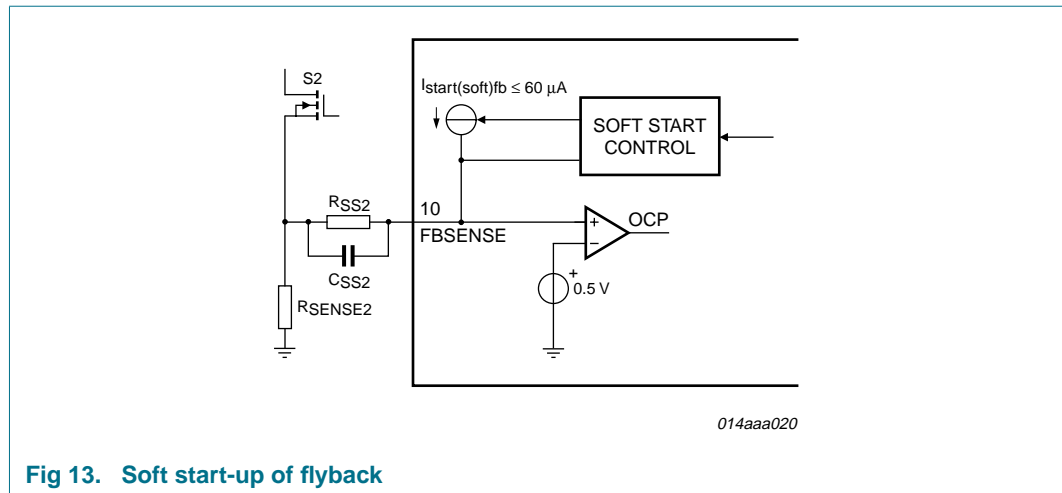 S2
Istart(soft)fb ≤ 60 μA
SOFT START
CONTROL
RSS2
CSS2
RSENSE2
10
FBSENSE
+
−
OCP
+
0.5 V
014aaa020
Fig 13. Soft start-up of flyback